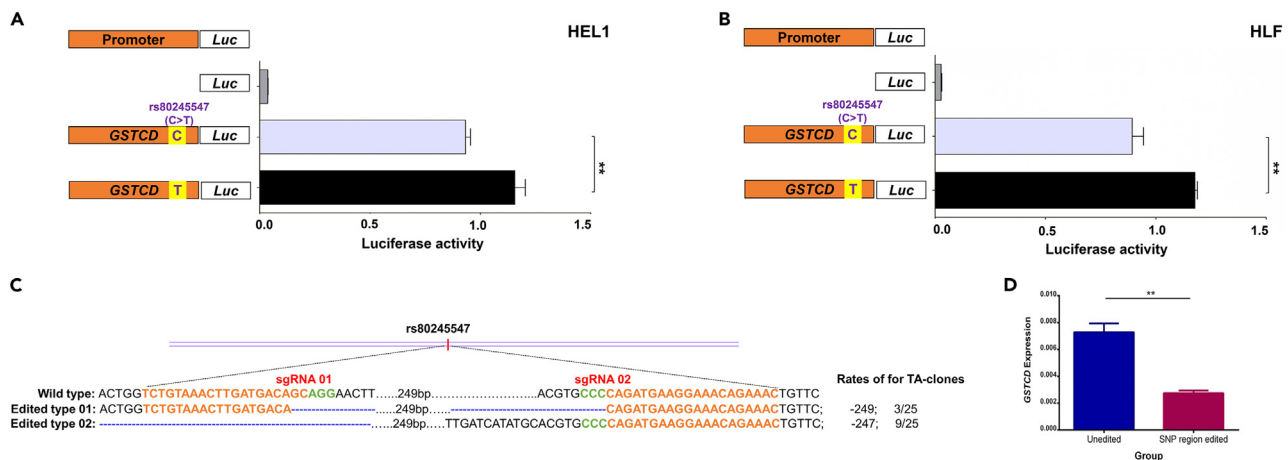 A
HEL1
Promoter Luc
Luc
rs80245547
(C>T)
GSTCD C Luc
GSTCD T Luc
**
0.0 0.5 1.0 1.5
Luciferase activity
B
HLF
Promoter Luc
Luc
rs80245547
(C>T)
GSTCD C Luc
GSTCD T Luc
**
0.0 0.5 1.0 1.5
Luciferase activity
C
rs80245547
sgRNA 01 sgRNA 02 Rates of for TA-clones
Wild type: ACTGGTCTGTAAACTTGATGACAGCAGGAACTT......249bp..........................ACGTGCCCCAGATGAAGGAAACAGAAACTGTTC
Edited type 01: ACTGGTCTGTAAACTTGATGACA--------------------249bp....--------------------------------CAGATGAAGGAAACAGAAACTGTTC; -249; 3/25
Edited type 02: ----------------------------------------------------......249bp....TTGATCATATGCACGTGCCCCAGATGAAGGAAACAGAAACTGTTC; -247; 9/25
D
**
GSTCD Expression
0.010
0.008
0.006
0.004
0.002
0.000
Unedited SNP region edited
Group